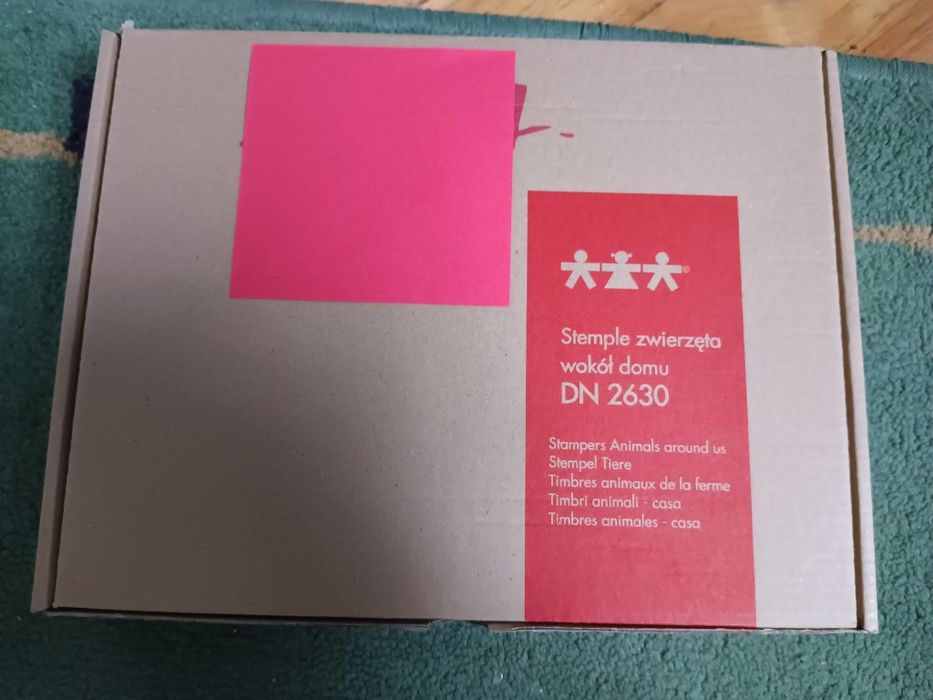 Stemple zwierzęta
wokół domu
DN 2630
Stampers Animals around us
Stempel Tiere
Timbres animaux de la ferme
Timbri animali - casa
Timbres animales - casa